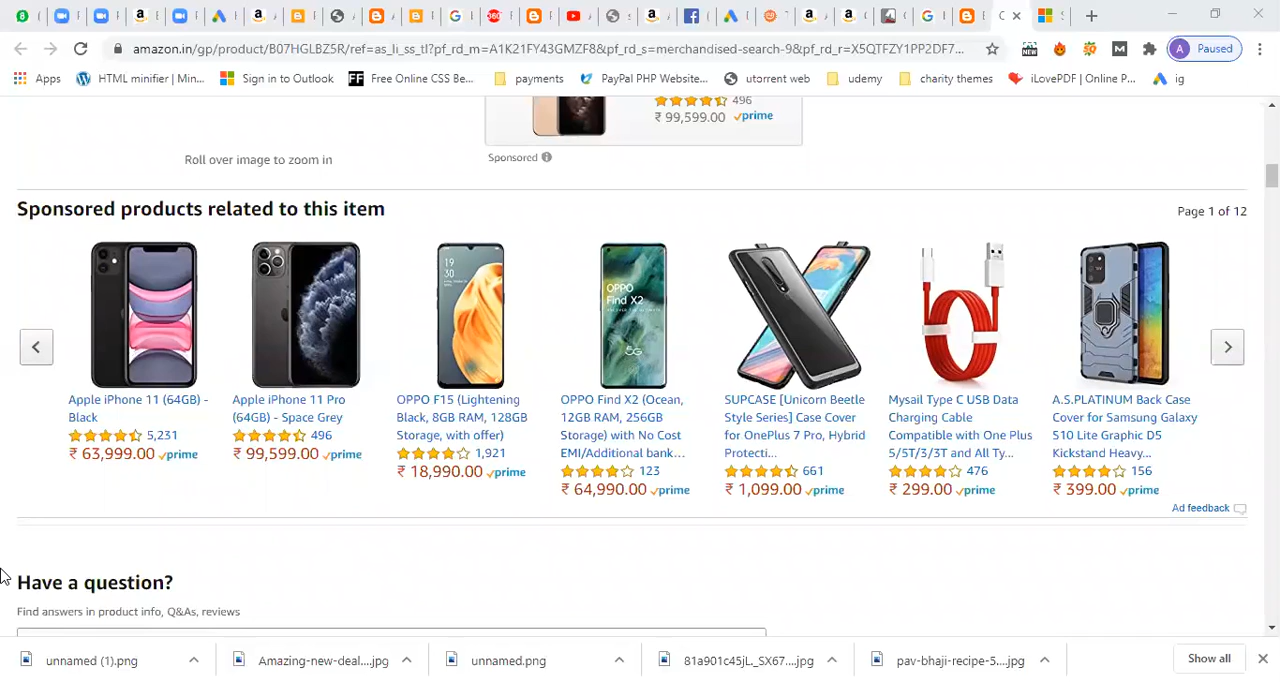 Paused
amazon.in/gp/product/B07HGLBZ5R/ref=as_li_ss_tl?pf_rd_m=A1K21FY43GMZF8&pf_rd_s=merchandised-search-9&pf_rd_r=X5QTFZY1PP2DF7...
Apps
HTML minifier | Min...
Sign in to Outlook
Free Online CSS Be...
payments
PayPal PHP Website...
utorrent web
udemy
charity themes
iLovePDF | Online P...
ig
496
₹ 99,599.00 prime
Roll over image to zoom in
Sponsored
Sponsored products related to this item
Page 1 of 12
19
30
OPPO
Find X2
5G
Apple iPhone 11 (64GB) -
Black
5,231
₹ 63,999.00 prime
Apple iPhone 11 Pro
(64GB) - Space Grey
496
₹ 99,599.00 prime
OPPO F15 (Lightening
Black, 8GB RAM, 128GB
Storage, with offer)
1,921
₹ 18,990.00 prime
OPPO Find X2 (Ocean,
12GB RAM, 256GB
Storage) with No Cost
EMI/Additional bank...
123
₹ 64,990.00 prime
SUPCASE [Unicorn Beetle
Style Series] Case Cover
for OnePlus 7 Pro, Hybrid
Protecti...
661
₹ 1,099.00 prime
Mysail Type C USB Data
Charging Cable
Compatible with One Plus
5/5T/3/3T and All Ty...
476
₹ 299.00 prime
A.S.PLATINUM Back Case
Cover for Samsung Galaxy
S10 Lite Graphic D5
Kickstand Heavy...
156
₹ 399.00 prime
Ad feedback
Have a question?
Find answers in product info, Q&As, reviews
unnamed (1).png
Amazing-new-deal....jpg
unnamed.png
81a901c45jL._SX67....jpg
pav-bhaji-recipe-5....jpg
Show all